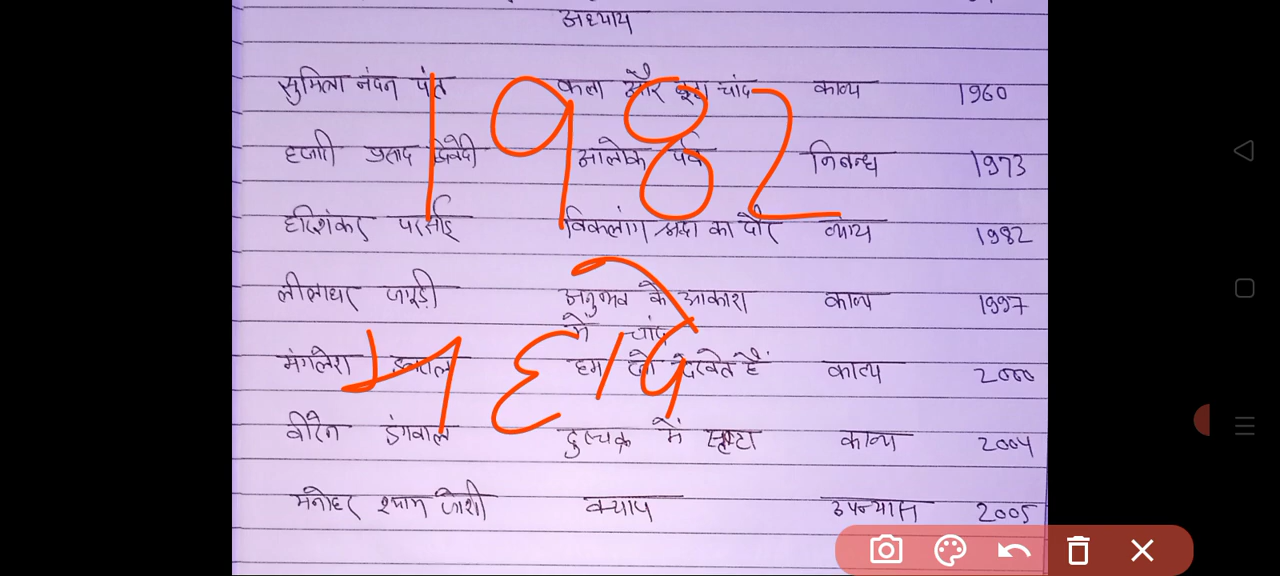 अध्याय
सुमित्रा नंदन पंत कला और बूढ़ा चांद काव्य 1960
1982
हजारी प्रसाद द्विवेदी आलोक पर्व निबन्ध 1973
हरिशंकर परसाई विकलांग श्रद्धा का दौर व्यंग्य 1982
लीलाधर जगूड़ी अनुभव के आकाश काव्य 1997
में चांद
मंगलेश डबराल हम जो देखते हैं काव्य 2000
वीरेन डंगवाल दुष्चक्र में स्रष्टा काव्य 2004
मनोहर श्याम जोशी क्याप उपन्यास 2005